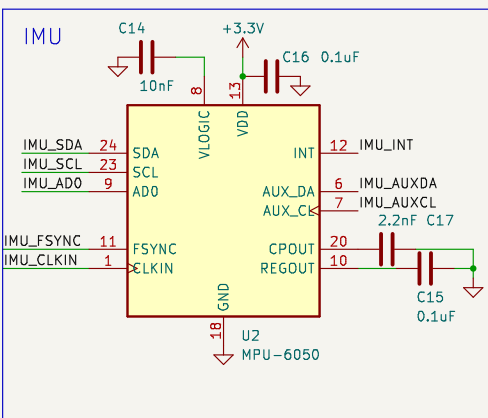 IMU
C14
10nF
+3.3V
C16 0.1uF
8
13
VLOGIC
VDD
IMU_SDA 24 SDA
IMU_SCL 23 SCL
IMU_AD0 9 AD0
INT 12 IMU_INT
AUX_DA 6 IMU_AUXDA
AUX_CL 7 IMU_AUXCL
2.2nF C17
IMU_FSYNC 11 FSYNC
IMU_CLKIN 1 CLKIN
CPOUT 20
REGOUT 10
C15
0.1uF
GND
18
U2
MPU-6050